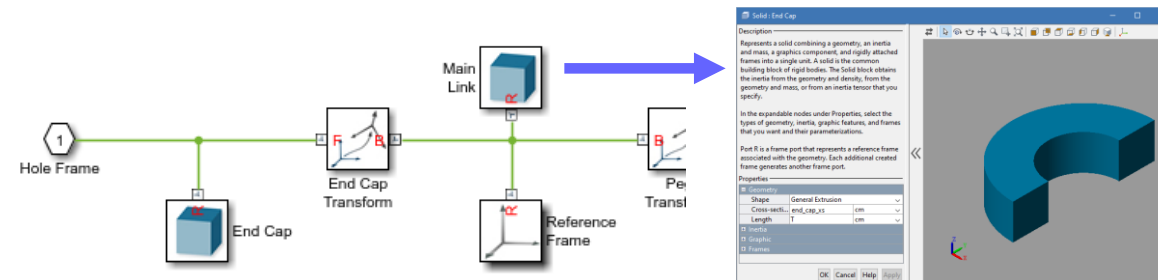 1
Hole Frame
R
End Cap
F
B
End Cap
Transform
Main
Link
R
R
Reference
Frame
B
Peg
Transf
Solid : End Cap
Description
Represents a solid combining a geometry, an inertia
and mass, a graphics component, and rigidly attached
frames into a single unit. A solid is the common
building block of rigid bodies. The Solid block obtains
the inertia from the geometry and density, from the
geometry and mass, or from an inertia tensor that you
specify.
In the expandable nodes under Properties, select the
types of geometry, inertia, graphic features, and frames
that you want and their parameterizations.
Port R is a frame port that represents a reference frame
associated with the geometry. Each additional created
frame generates another frame port.
Properties
Geometry
Shape General Extrusion
Cross-secti... end_cap_xs cm
Length T cm
Inertia
Graphic
Frames
OK Cancel Help Apply
z
x